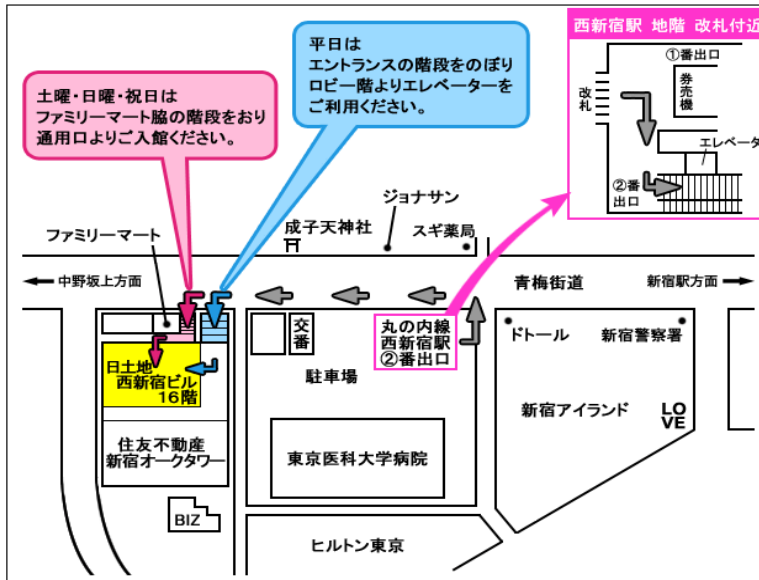 西新宿駅 地階 改札付近
①番出口
券売機
改札
エレベータ
②番
出口
平日は
エントランスの階段をのぼり
ロビー階よりエレベーターを
ご利用ください。
土曜・日曜・祝日は
ファミリーマート脇の階段をおり
通用口よりご入館ください。
ジョナサン
成子天神社
スギ薬局
ファミリーマート
中野坂上方面
青梅街道
新宿駅方面
交番
丸の内線
西新宿駅
②番出口
ドトール
新宿警察署
駐車場
日土地
西新宿ビル
16階
新宿アイランド
LO
VE
住友不動産
新宿オークタワー
東京医科大学病院
BIZ
ヒルトン東京